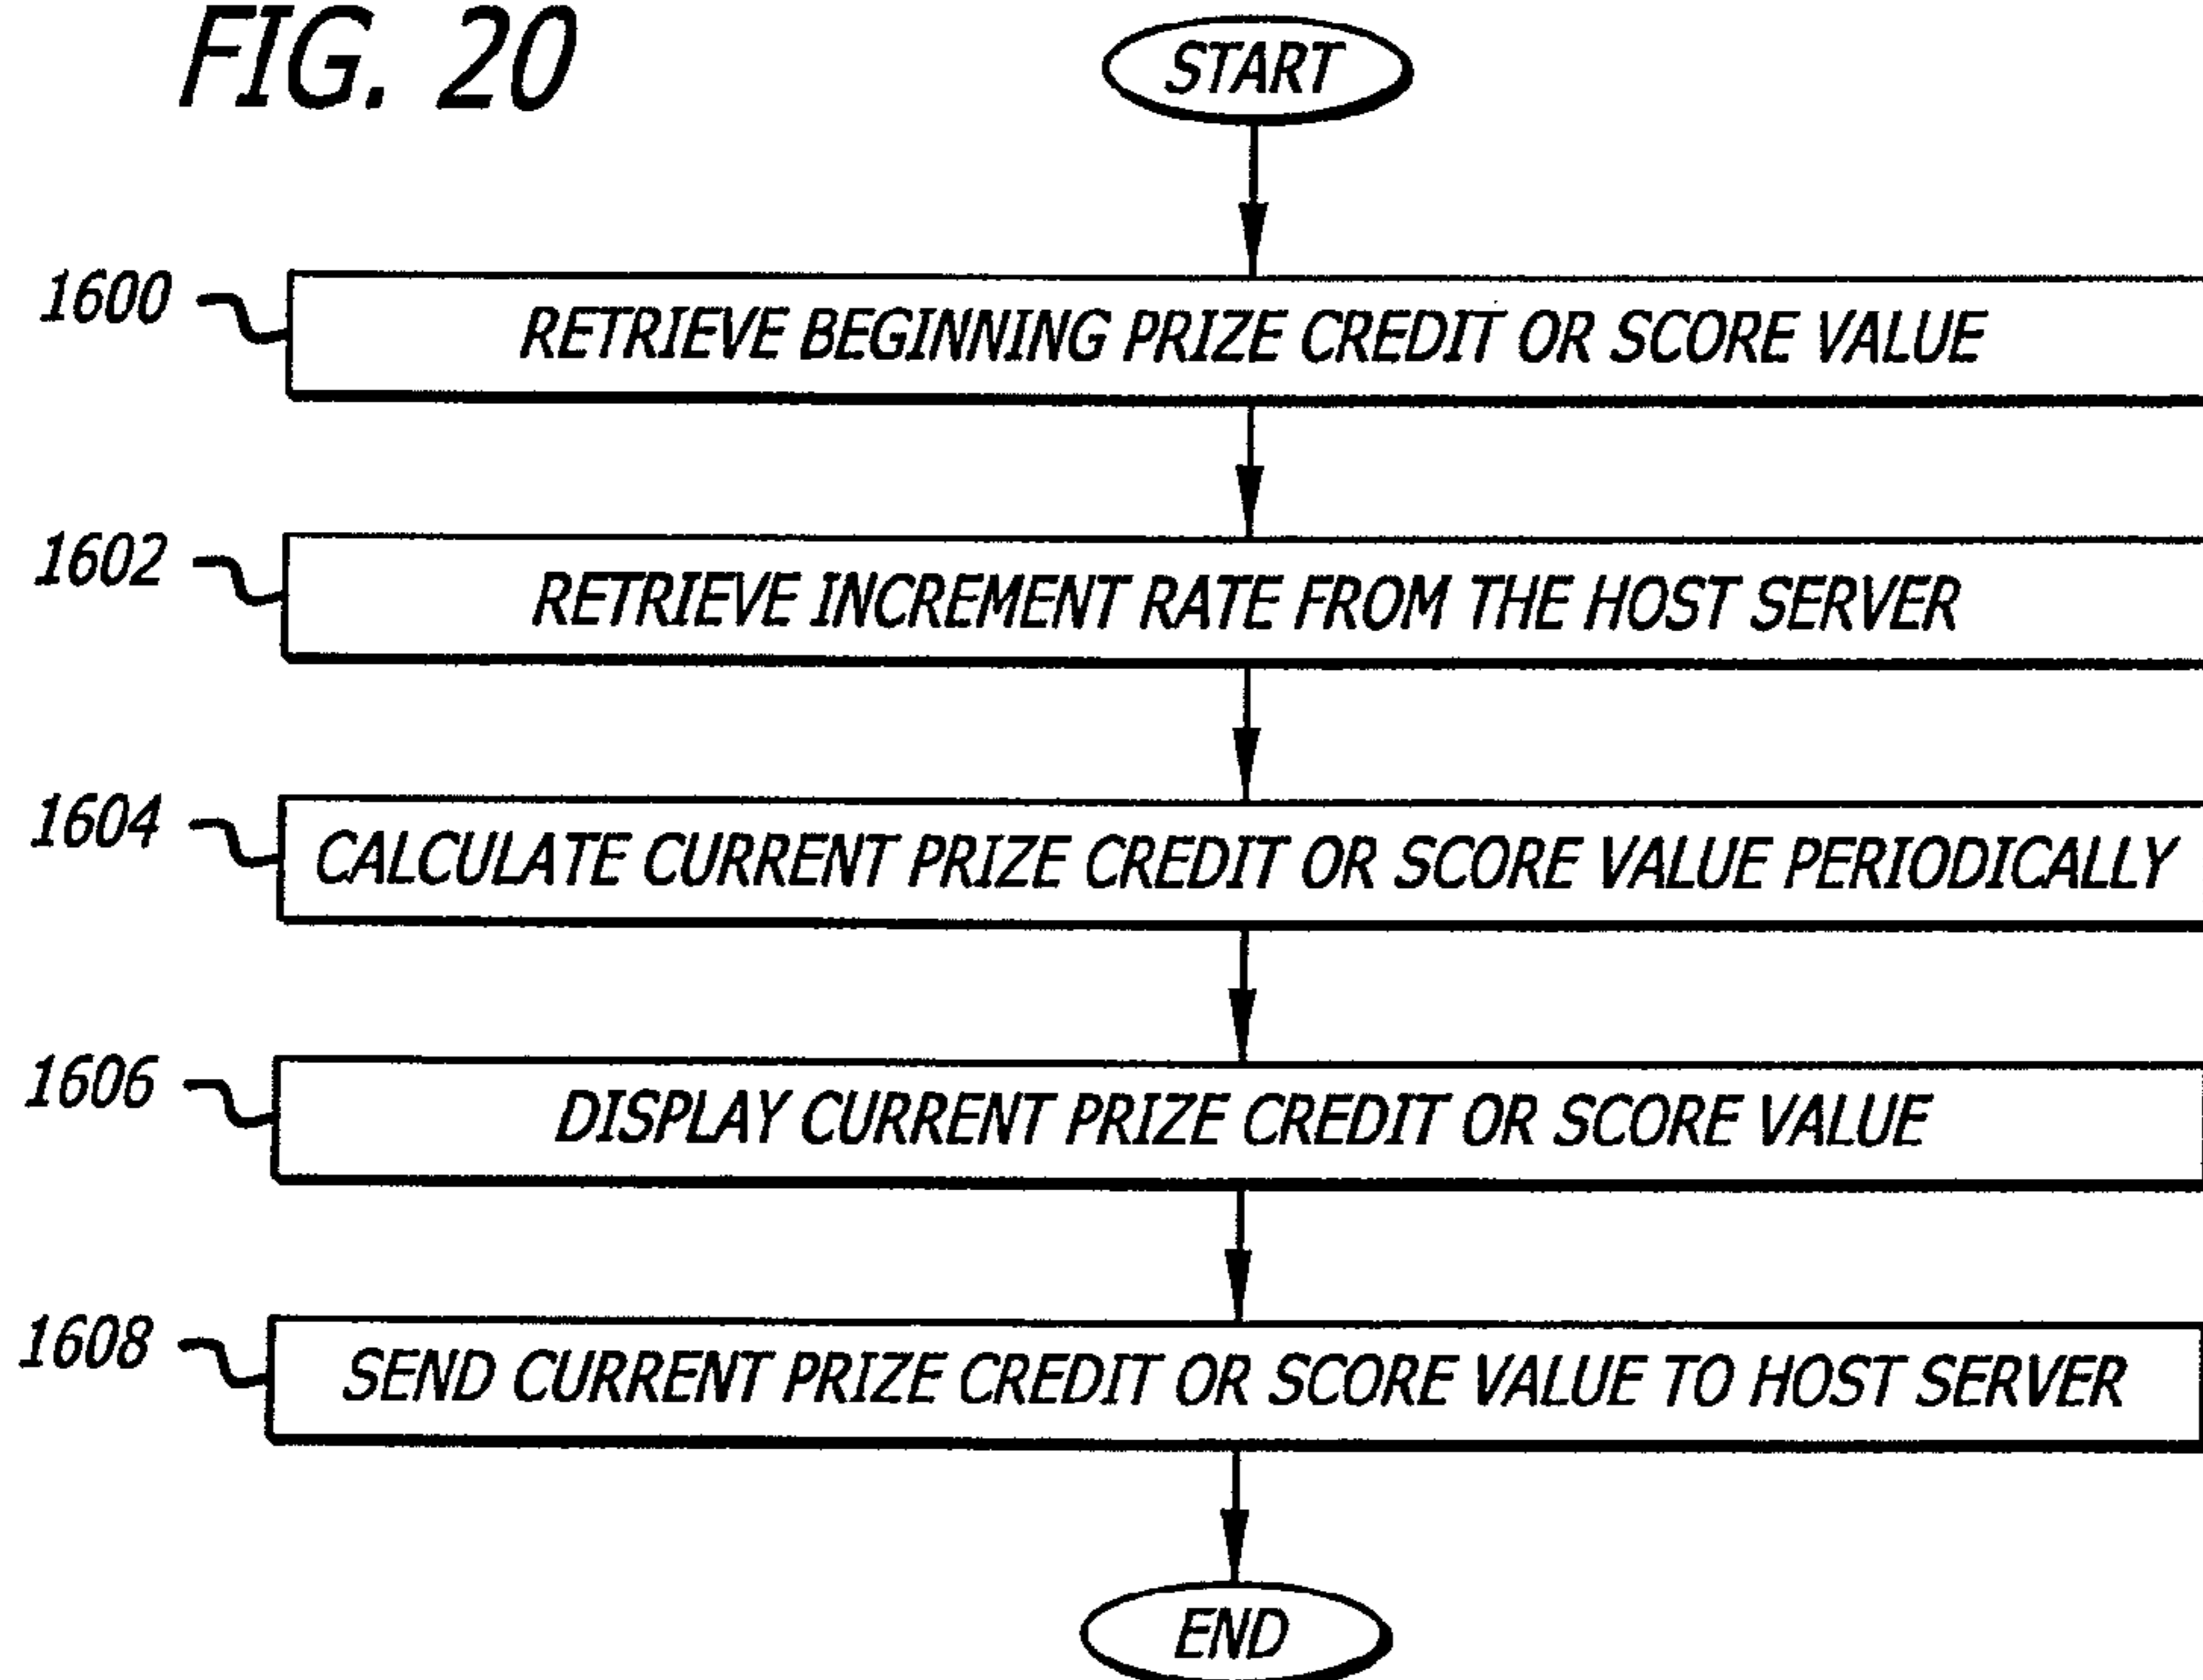 FIG. 20
START
1600
RETRIEVE BEGINNING PRIZE CREDIT OR SCORE VALUE
1602
RETRIEVE INCREMENT RATE FROM THE HOST SERVER
1604
CALCULATE CURRENT PRIZE CREDIT OR SCORE VALUE PERIODICALLY
1606
DISPLAY CURRENT PRIZE CREDIT OR SCORE VALUE
1608
SEND CURRENT PRIZE CREDIT OR SCORE VALUE TO HOST SERVER
END